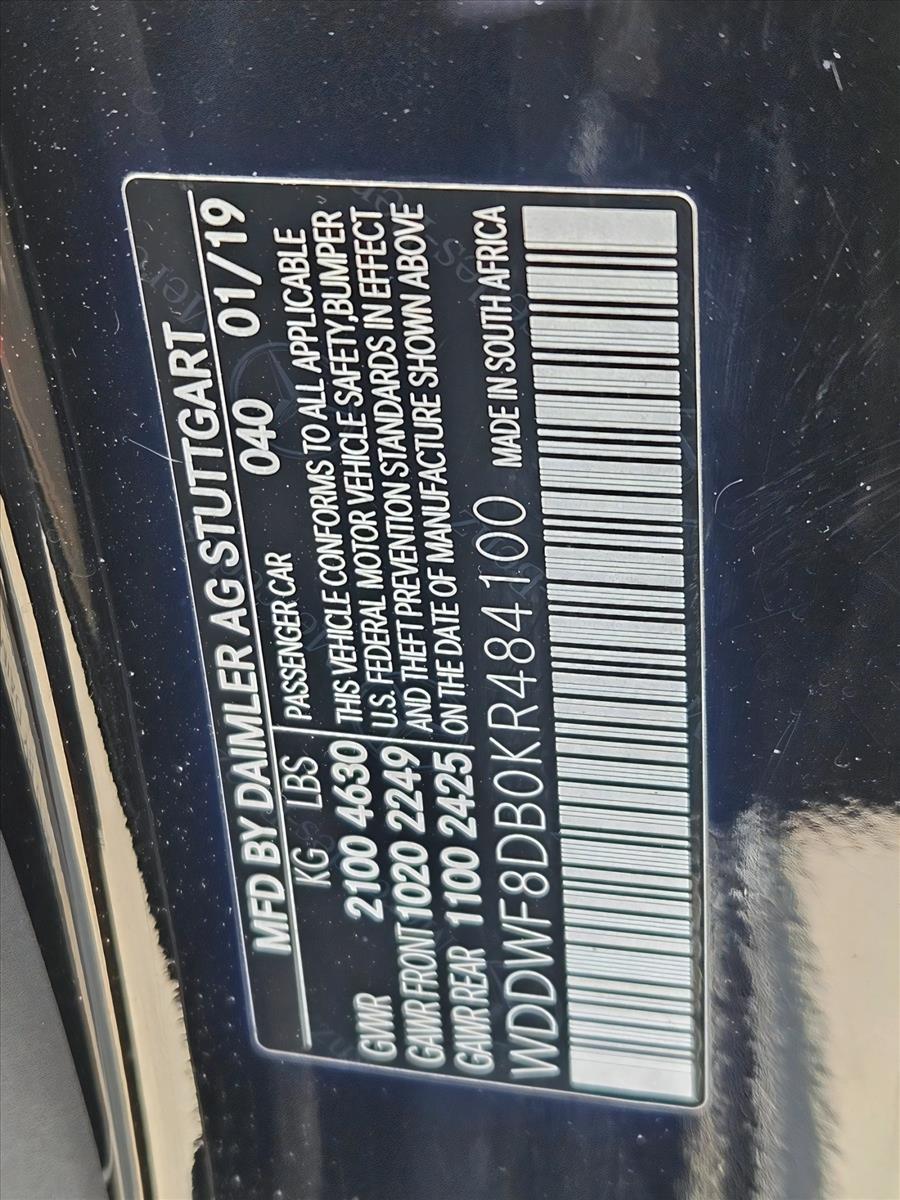 MFD BY DAIMLER AG STUTTGART
KG LBS 040 01/19
PASSENGER CAR
GVWR 2100 4630
GAWR FRONT 1020 2249
GAWR REAR 1100 2425
THIS VEHICLE CONFORMS TO ALL APPLICABLE
U.S. FEDERAL MOTOR VEHICLE SAFETY,BUMPER
AND THEFT PREVENTION STANDARDS IN EFFECT
ON THE DATE OF MANUFACTURE SHOWN ABOVE
WDDWF8DB0KR484100 MADE IN SOUTH AFRICA